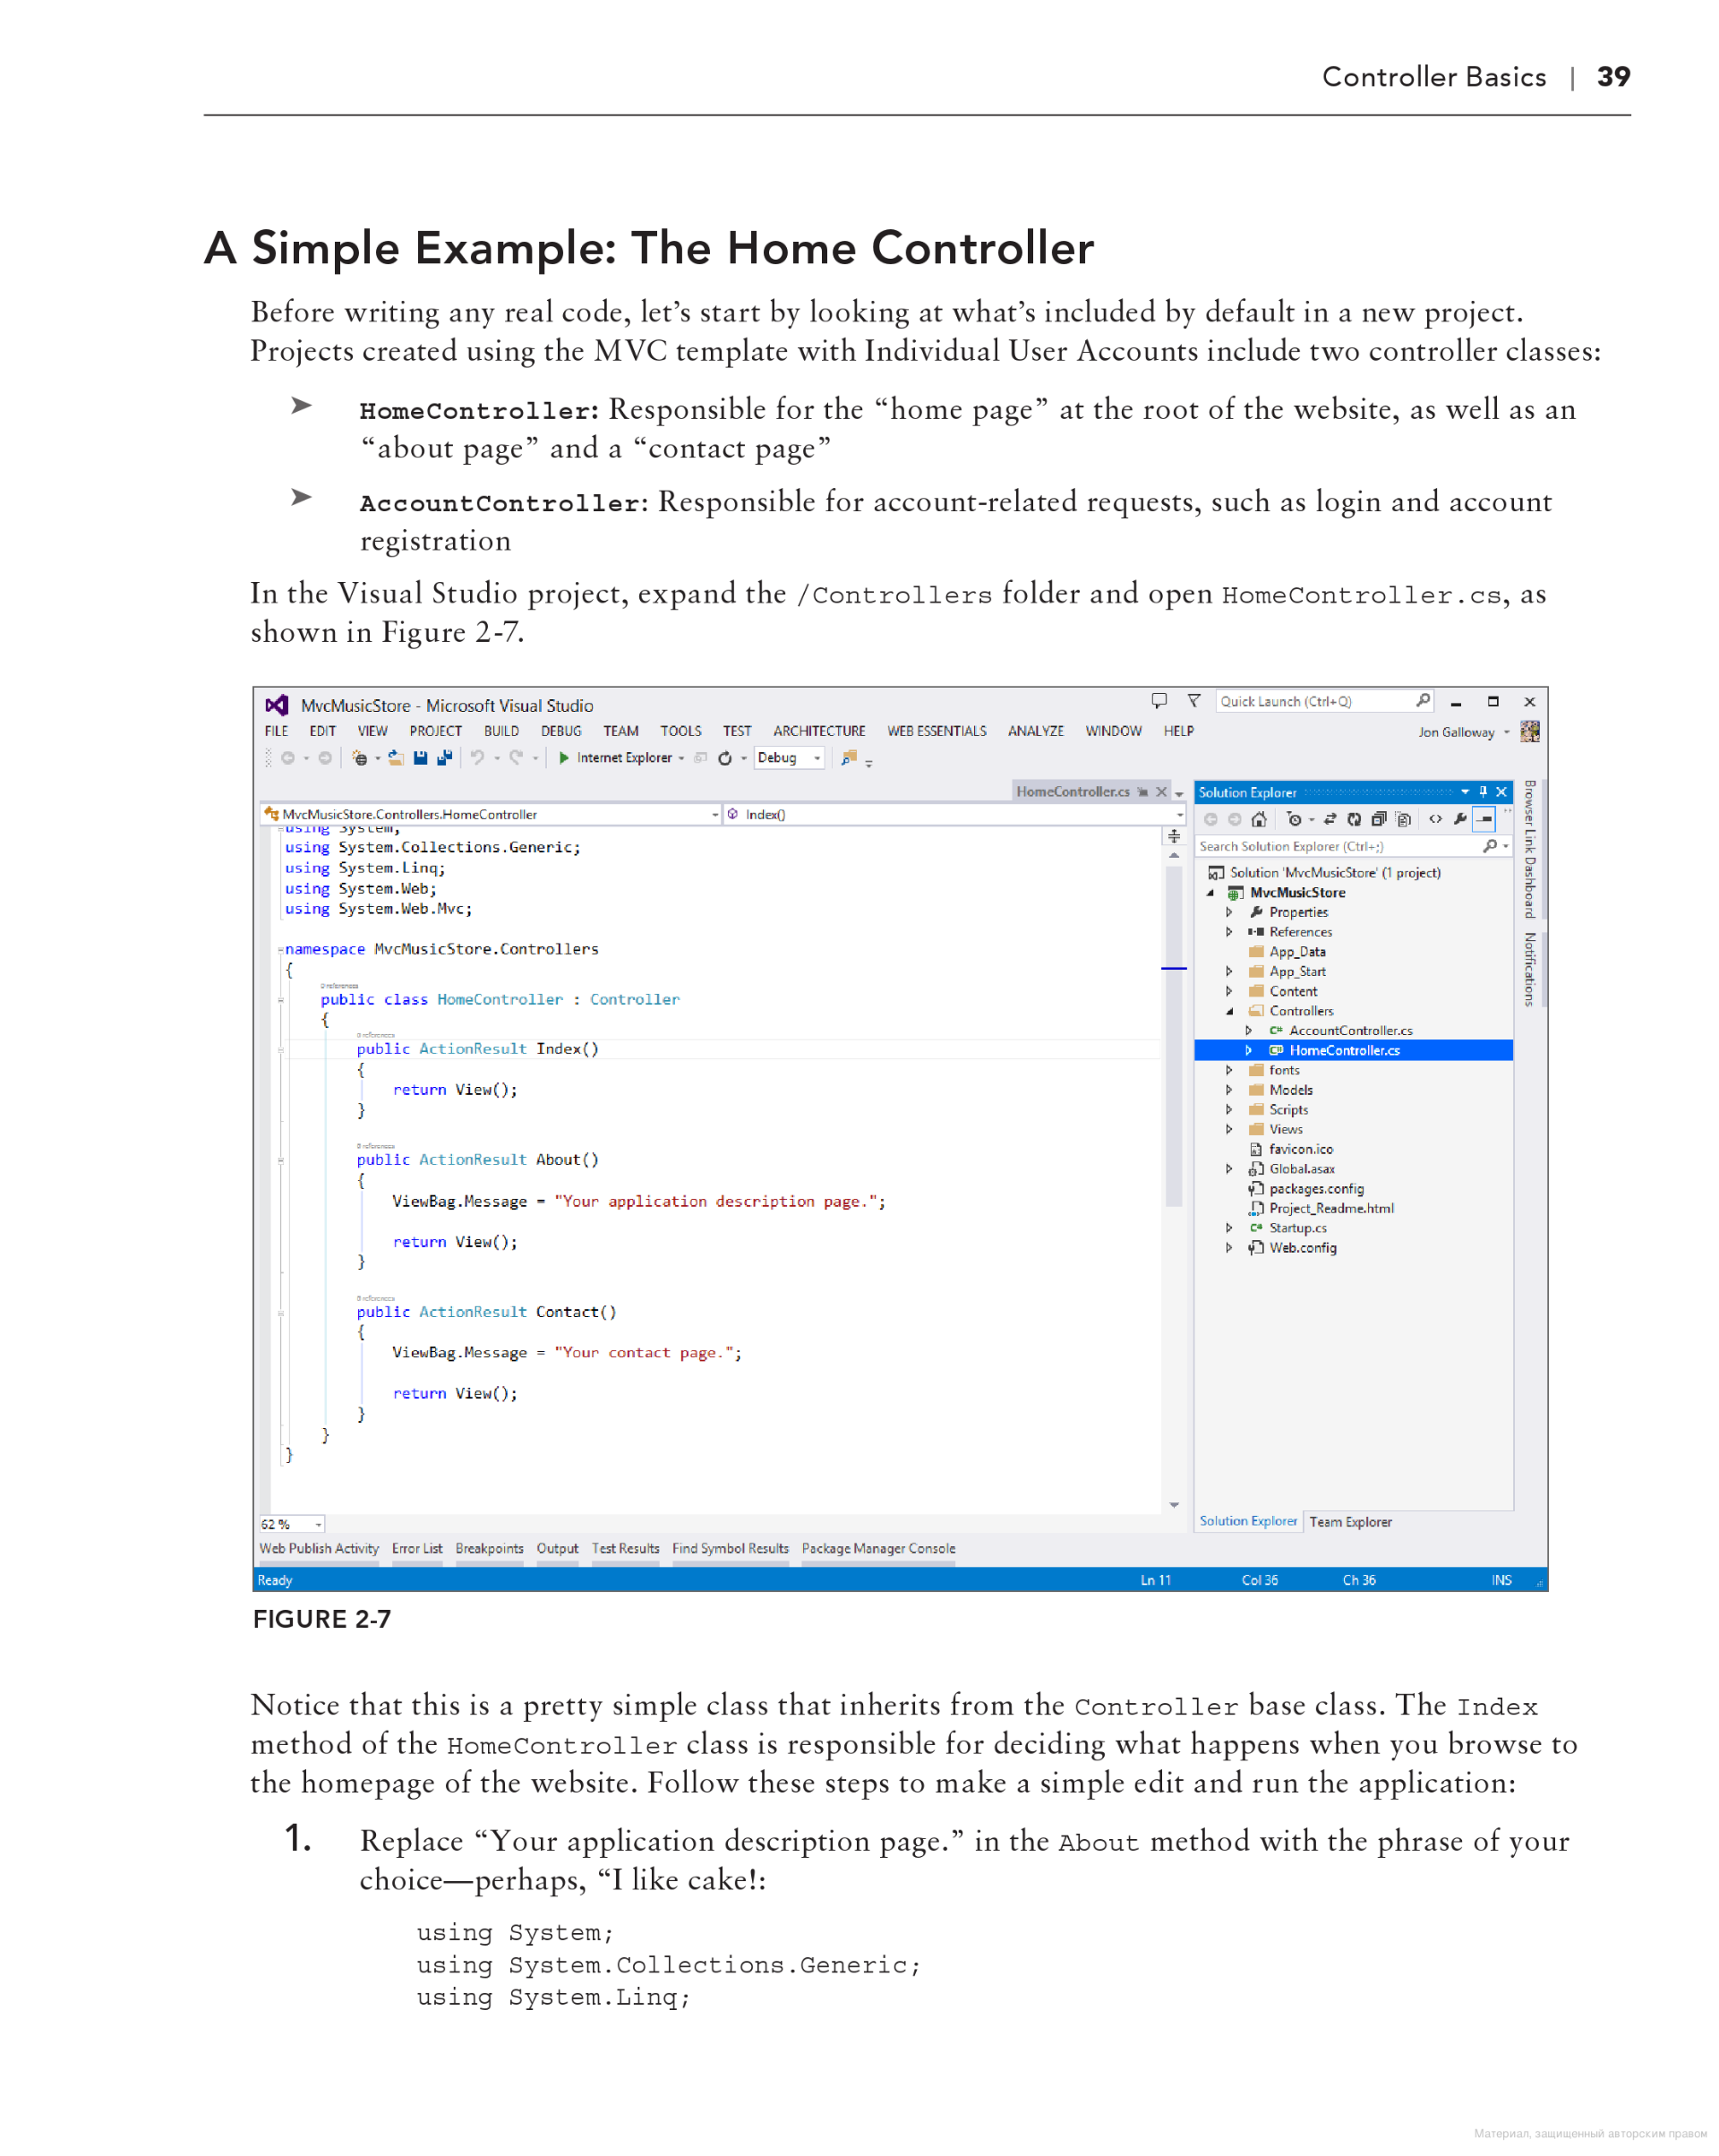 Controller Basics | 39
A Simple Example: The Home Controller
Before writing any real code, let’s start by looking at what’s included by default in a new project.
Projects created using the MVC template with Individual User Accounts include two controller classes:
➤ HomeController: Responsible for the “home page” at the root of the website, as well as an
“about page” and a “contact page”
➤ AccountController: Responsible for account-related requests, such as login and account
registration
In the Visual Studio project, expand the /Controllers folder and open HomeController.cs, as
shown in Figure 2-7.
MvcMusicStore - Microsoft Visual Studio
Quick Launch (Ctrl+Q)
FILE EDIT VIEW PROJECT BUILD DEBUG TEAM TOOLS TEST ARCHITECTURE WEB ESSENTIALS ANALYZE WINDOW HELP
Jon Galloway
Internet Explorer Debug
HomeController.cs
MvcMusicStore.Controllers.HomeController Index()
using System;
using System.Collections.Generic;
using System.Linq;
using System.Web;
using System.Web.Mvc;
namespace MvcMusicStore.Controllers
{
0 references
public class HomeController : Controller
{
0 references
public ActionResult Index()
{
return View();
}
0 references
public ActionResult About()
{
ViewBag.Message = "Your application description page.";
return View();
}
0 references
public ActionResult Contact()
{
ViewBag.Message = "Your contact page.";
return View();
}
}
}
62 %
Solution Explorer
Search Solution Explorer (Ctrl+;)
Solution 'MvcMusicStore' (1 project)
MvcMusicStore
Properties
References
App_Data
App_Start
Content
Controllers
AccountController.cs
HomeController.cs
fonts
Models
Scripts
Views
favicon.ico
Global.asax
packages.config
Project_Readme.html
Startup.cs
Web.config
Solution Explorer Team Explorer
Browser Link Dashboard
Notifications
Web Publish Activity Error List Breakpoints Output Test Results Find Symbol Results Package Manager Console
Ready Ln 11 Col 36 Ch 36 INS
FIGURE 2-7
Notice that this is a pretty simple class that inherits from the Controller base class. The Index
method of the HomeController class is responsible for deciding what happens when you browse to
the homepage of the website. Follow these steps to make a simple edit and run the application:
1. Replace “Your application description page.” in the About method with the phrase of your
choice—perhaps, “I like cake!:
using System;
using System.Collections.Generic;
using System.Linq;
Материал, защищенный авторским правом